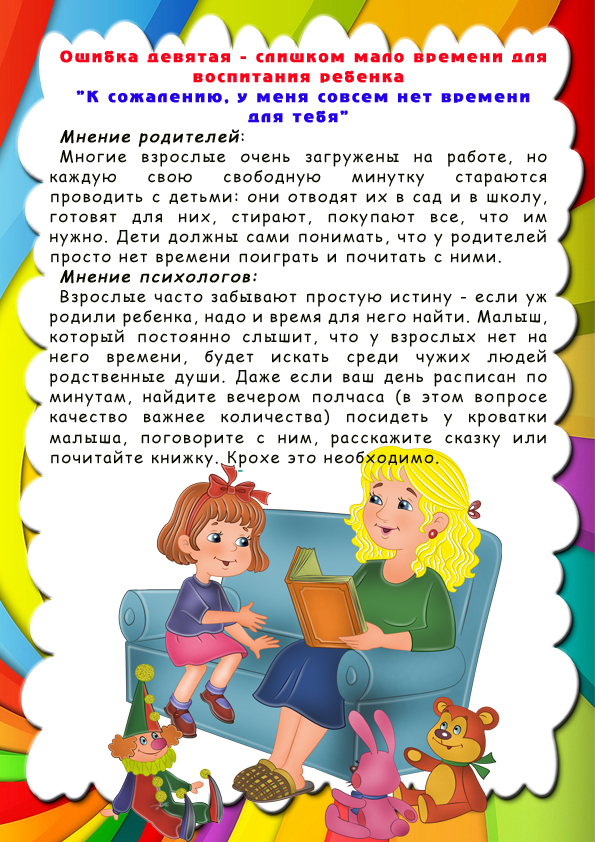 Ошибка девятая - слишком мало времени для
воспитания ребенка
"К сожалению, у меня совсем нет времени
для тебя"
Мнение родителей:
Многие взрослые очень загружены на работе, но
каждую свою свободную минутку стараются
проводить с детьми: они отводят их в сад и в школу,
готовят для них, стирают, покупают все, что им
нужно. Дети должны сами понимать, что у родителей
просто нет времени поиграть и почитать с ними.
Мнение психологов:
Взрослые часто забывают простую истину - если уж
родили ребенка, надо и время для него найти. Малыш,
который постоянно слышит, что у взрослых нет на
него времени, будет искать среди чужих людей
родственные души. Даже если ваш день расписан по
минутам, найдите вечером полчаса (в этом вопросе
качество важнее количества) посидеть у кроватки
малыша, поговорите с ним, расскажите сказку или
почитайте книжку. Крохе это необходимо.